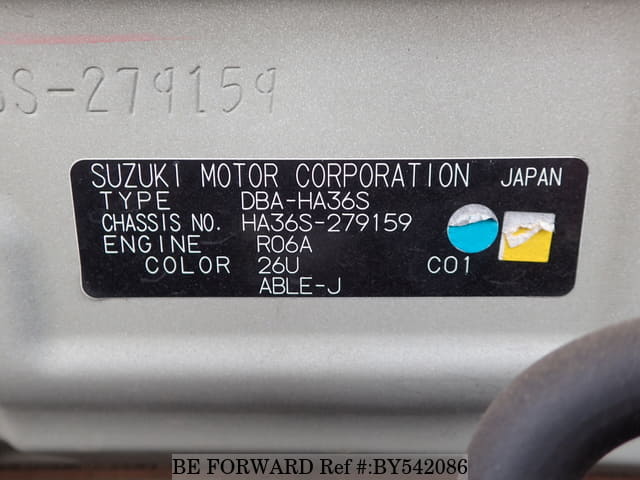 6S-279159
SUZUKI MOTOR CORPORATION JAPAN
TYPE DBA-HA36S
CHASSIS NO. HA36S-279159
ENGINE R06A
COLOR 26U C01
ABLE-J
BE FORWARD Ref #:BY542086